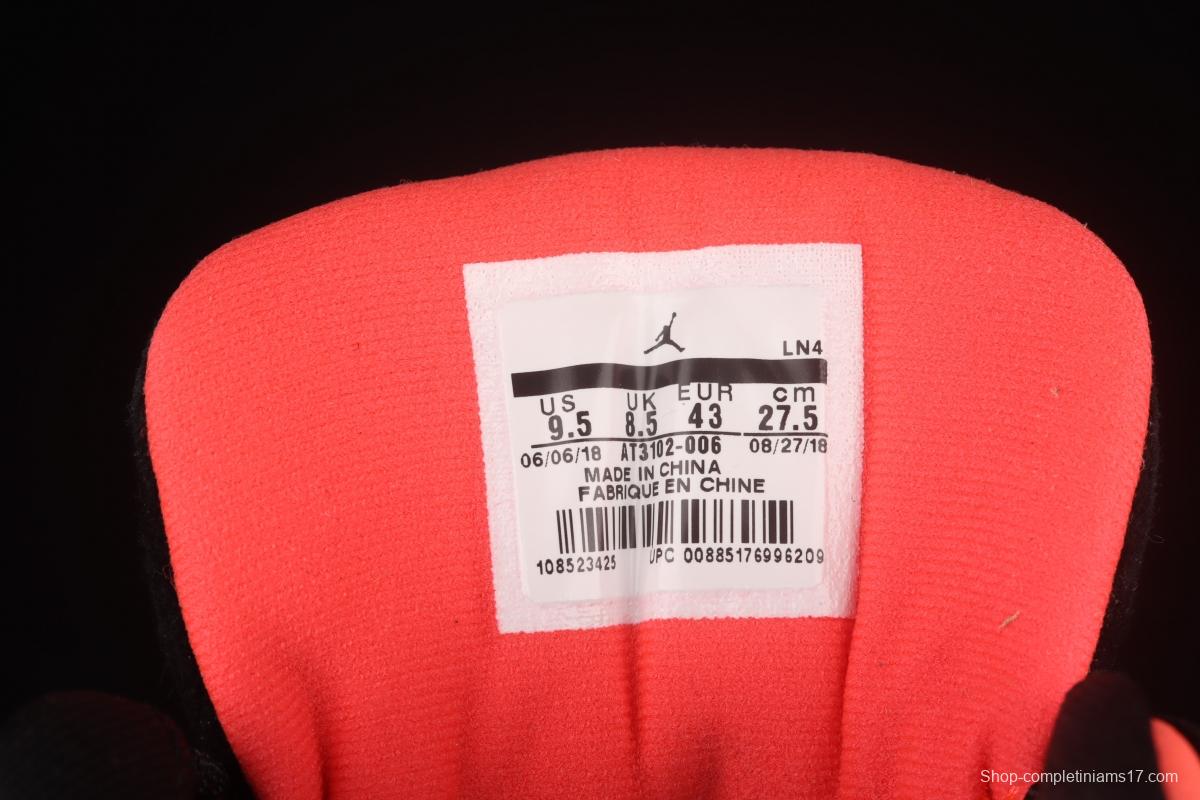 LN4
US UK EUR cm
9.5 8.5 43 27.5
06/06/18 AT3102-006 08/27/18
MADE IN CHINA
FABRIQUE EN CHINE
108523425 UPC 00885176996209
Shop-completiniams17.com